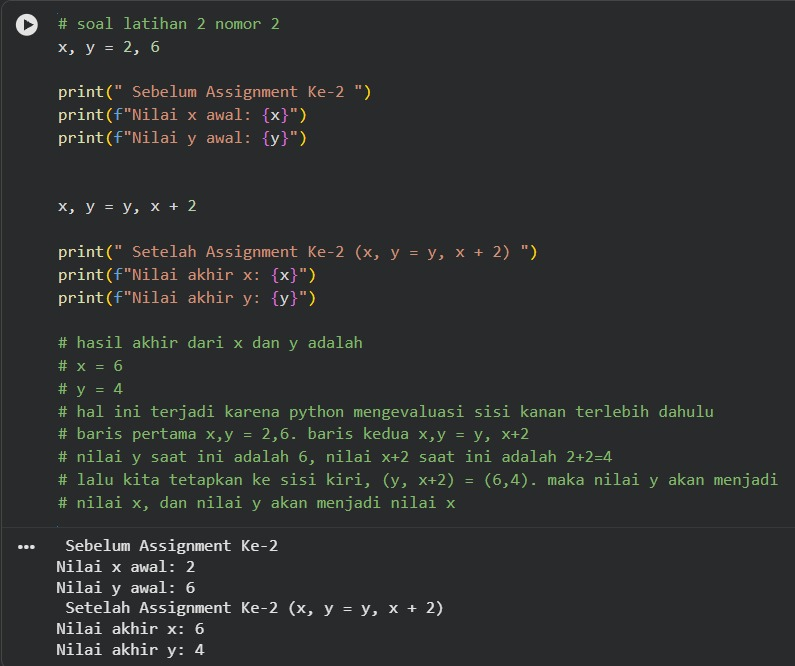 # soal latihan 2 nomor 2
x, y = 2, 6
print(" Sebelum Assignment Ke-2 ")
print(f"Nilai x awal: {x}")
print(f"Nilai y awal: {y}")
x, y = y, x + 2
print(" Setelah Assignment Ke-2 (x, y = y, x + 2) ")
print(f"Nilai akhir x: {x}")
print(f"Nilai akhir y: {y}")
# hasil akhir dari x dan y adalah
# x = 6
# y = 4
# hal ini terjadi karena python mengevaluasi sisi kanan terlebih dahulu
# baris pertama x,y = 2,6. baris kedua x,y = y, x+2
# nilai y saat ini adalah 6, nilai x+2 saat ini adalah 2+2=4
# lalu kita tetapkan ke sisi kiri, (y, x+2) = (6,4). maka nilai y akan menjadi
# nilai x, dan nilai y akan menjadi nilai x
Sebelum Assignment Ke-2
Nilai x awal: 2
Nilai y awal: 6
Setelah Assignment Ke-2 (x, y = y, x + 2)
Nilai akhir x: 6
Nilai akhir y: 4